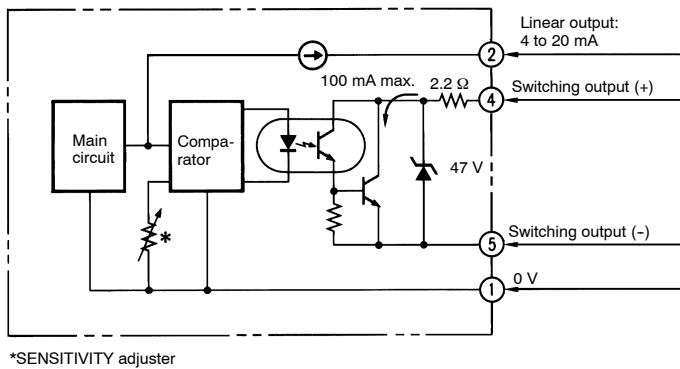 Linear output:
4 to 20 mA
2
100 mA max.
2.2 Ω
4
Switching output (+)
Main
circuit
Compa-
rator
47 V
*
5
Switching output (–)
1
0 V
*SENSITIVITY adjuster